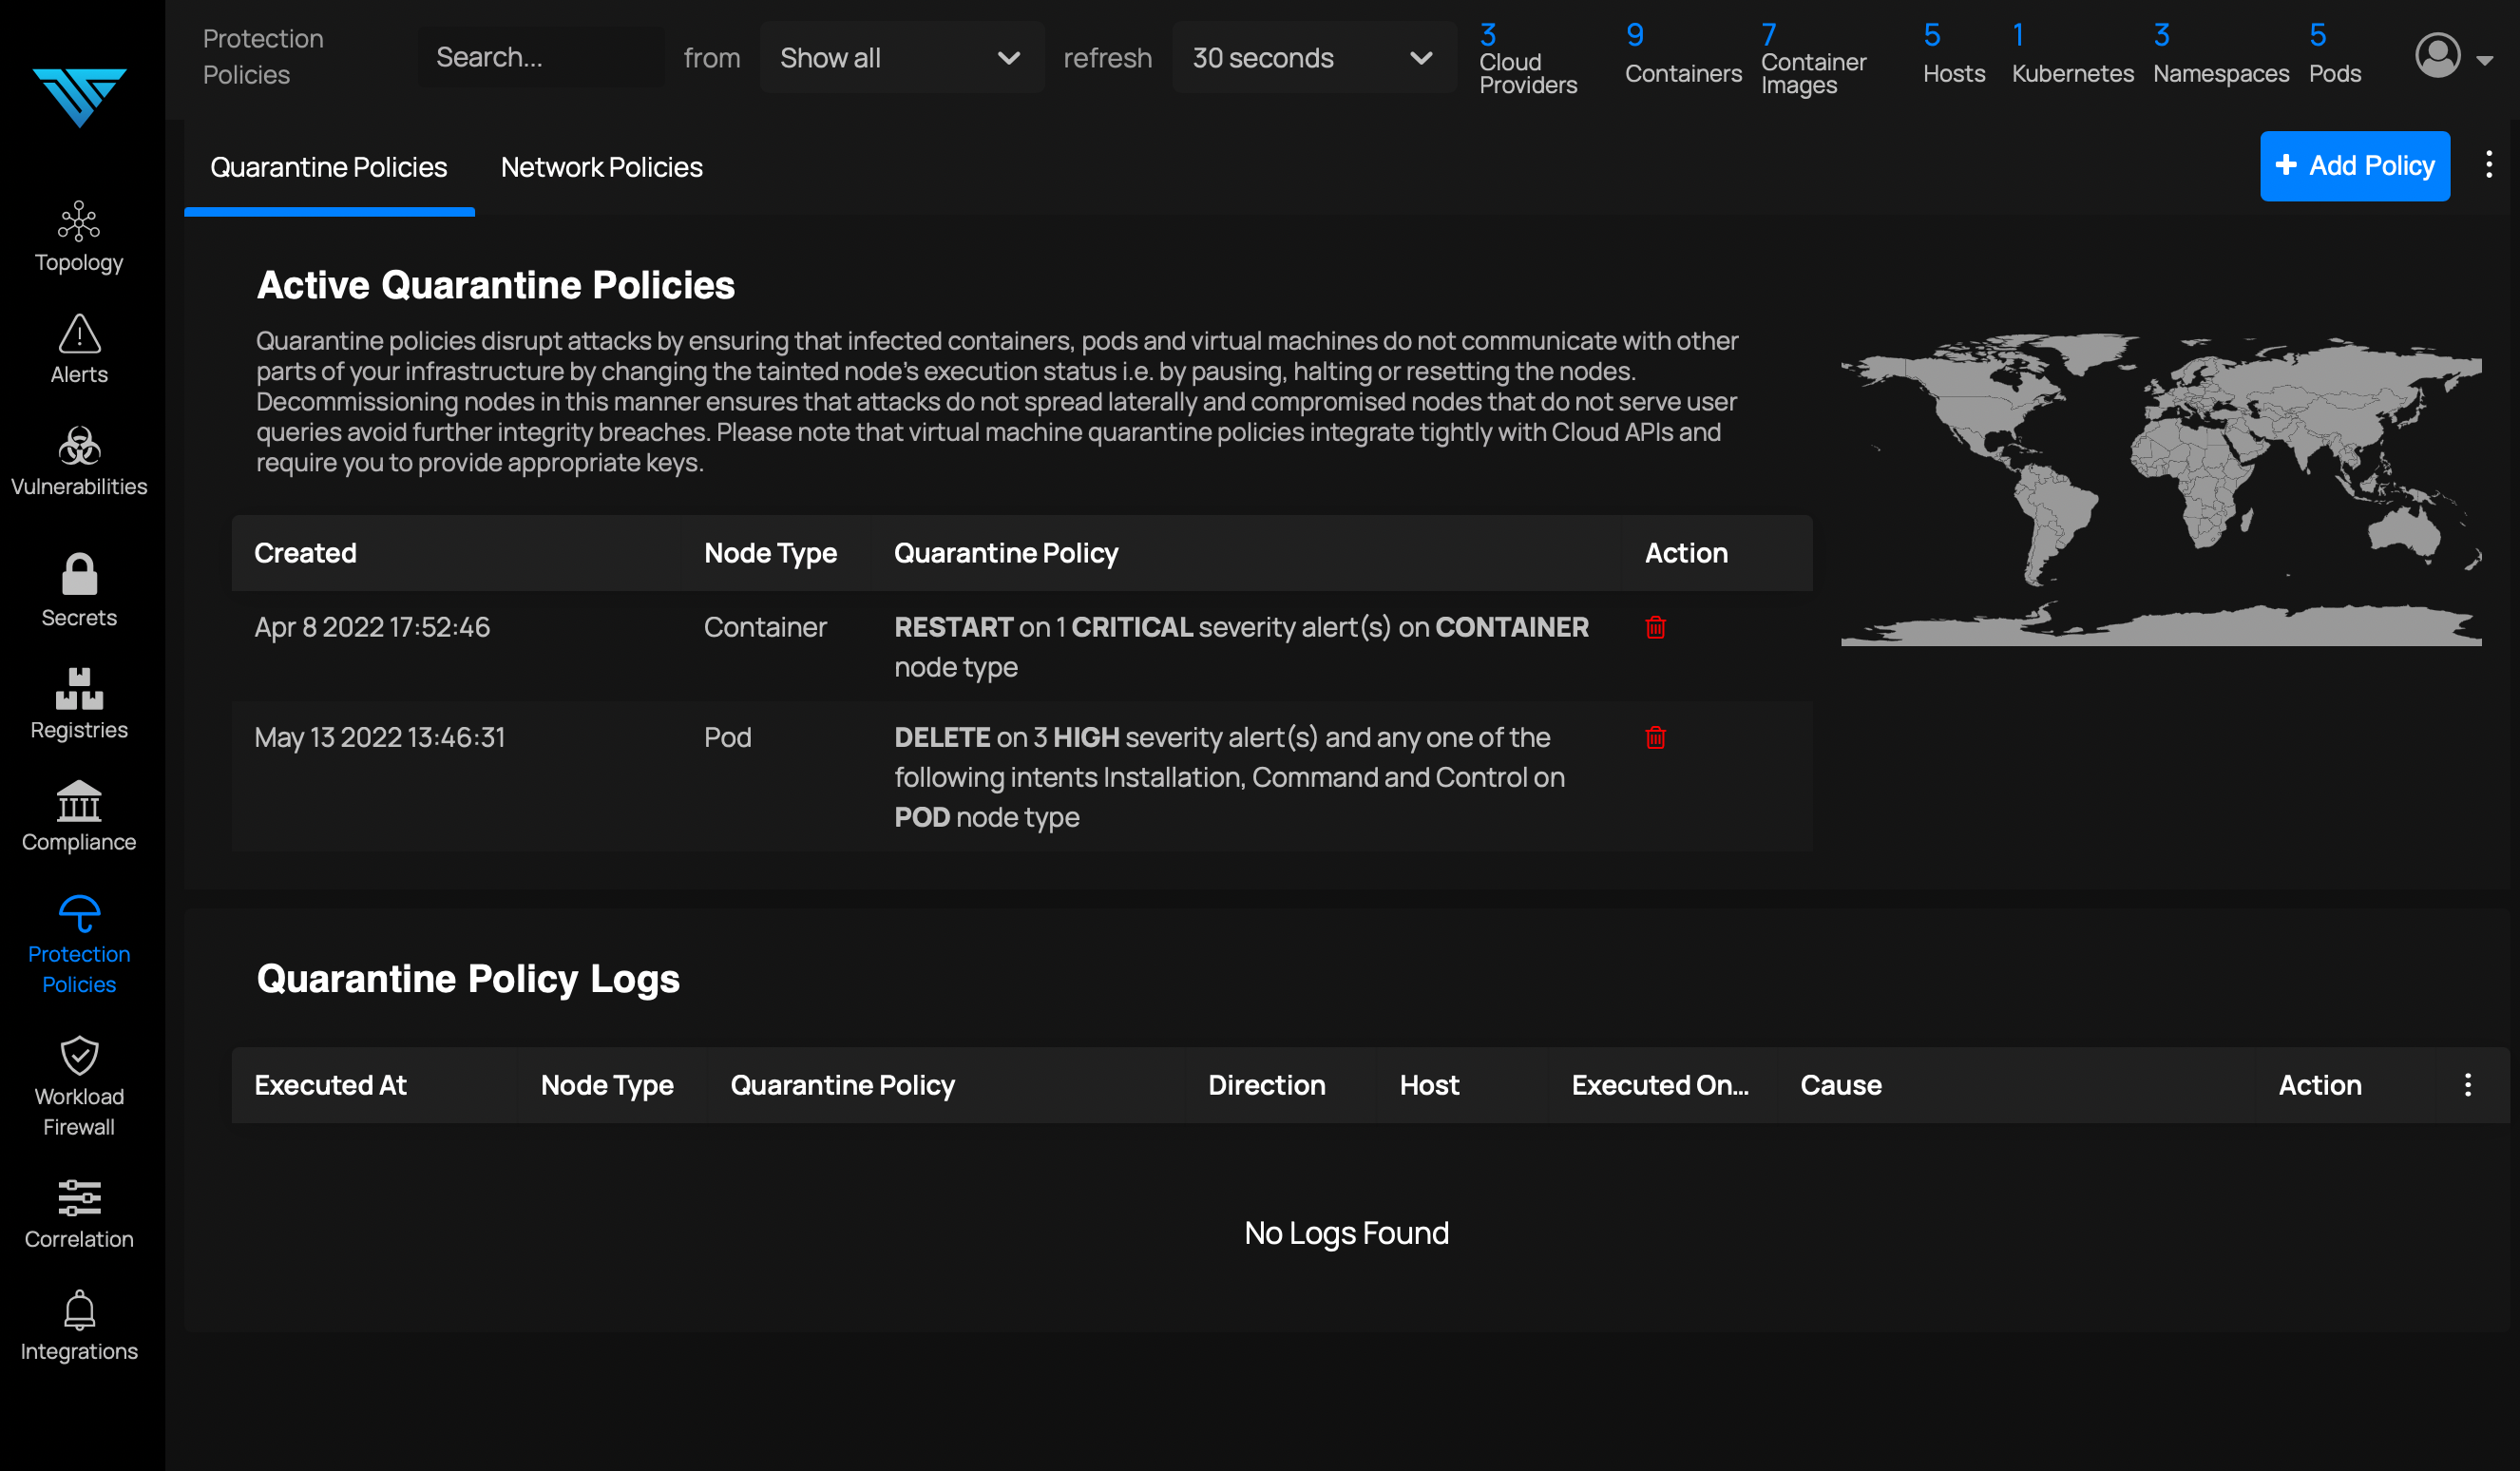 Protection
Policies
Search...
from
Show all
refresh
30 seconds
3
Cloud
Providers
9
Containers
7
Container
Images
5
Hosts
1
Kubernetes
3
Namespaces
5
Pods
Topology
Alerts
Vulnerabilities
Secrets
Registries
Compliance
Protection
Policies
Workload
Firewall
Correlation
Integrations
Quarantine Policies
Network Policies
Add Policy
Active Quarantine Policies
Quarantine policies disrupt attacks by ensuring that infected containers, pods and virtual machines do not communicate with other
parts of your infrastructure by changing the tainted node's execution status i.e. by pausing, halting or resetting the nodes.
Decommissioning nodes in this manner ensures that attacks do not spread laterally and compromised nodes that do not serve user
queries avoid further integrity breaches. Please note that virtual machine quarantine policies integrate tightly with Cloud APIs and
require you to provide appropriate keys.
Created
Node Type
Quarantine Policy
Action
Apr 8 2022 17:52:46
Container
RESTART on 1 CRITICAL severity alert(s) on CONTAINER
node type
May 13 2022 13:46:31
Pod
DELETE on 3 HIGH severity alert(s) and any one of the
following intents Installation, Command and Control on
POD node type
Quarantine Policy Logs
Executed At
Node Type
Quarantine Policy
Direction
Host
Executed On...
Cause
Action
No Logs Found